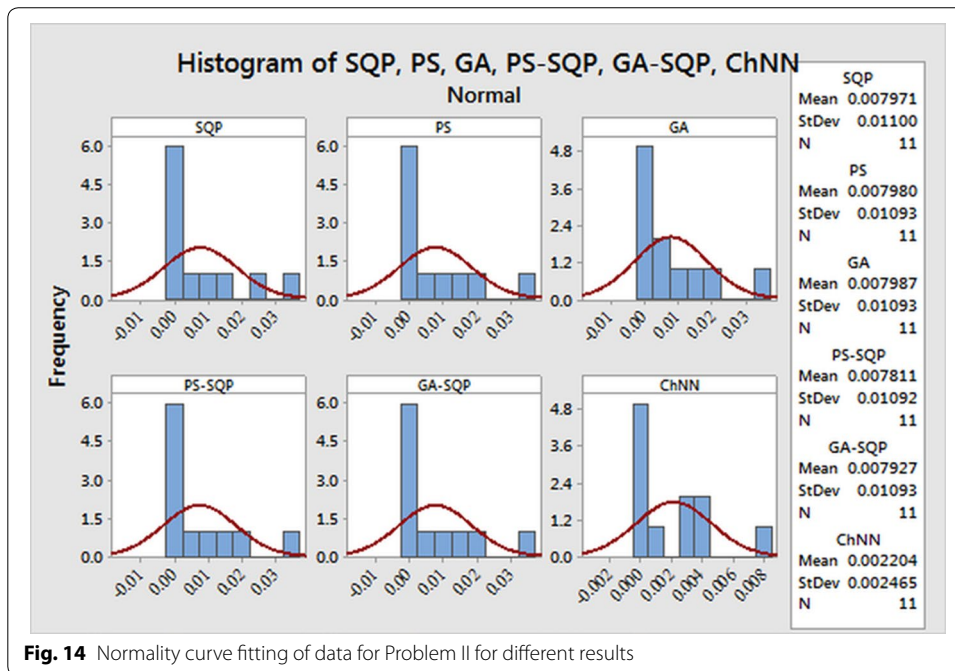 Histogram of SQP, PS, GA, PS-SQP, GA-SQP, ChNN
Normal
SQP
PS
GA
6.0
4.5
3.0
1.5
0.0
6.0
4.5
3.0
1.5
0.0
4.8
3.6
2.4
1.2
0.0
-0.01 0.00 0.01 0.02 0.03
-0.01 0.00 0.01 0.02 0.03
-0.01 0.00 0.01 0.02 0.03
Frequency
PS-SQP
GA-SQP
ChNN
6.0
4.5
3.0
1.5
0.0
6.0
4.5
3.0
1.5
0.0
4.8
3.6
2.4
1.2
0.0
-0.01 0.00 0.01 0.02 0.03
-0.01 0.00 0.01 0.02 0.03
-0.002 0.000 0.002 0.004 0.006 0.008
SQP
Mean 0.007971
StDev 0.01100
N 11
PS
Mean 0.007980
StDev 0.01093
N 11
GA
Mean 0.007987
StDev 0.01093
N 11
PS-SQP
Mean 0.007811
StDev 0.01092
N 11
GA-SQP
Mean 0.007927
StDev 0.01093
N 11
ChNN
Mean 0.002204
StDev 0.002465
N 11
Fig. 14 Normality curve fitting of data for Problem II for different results